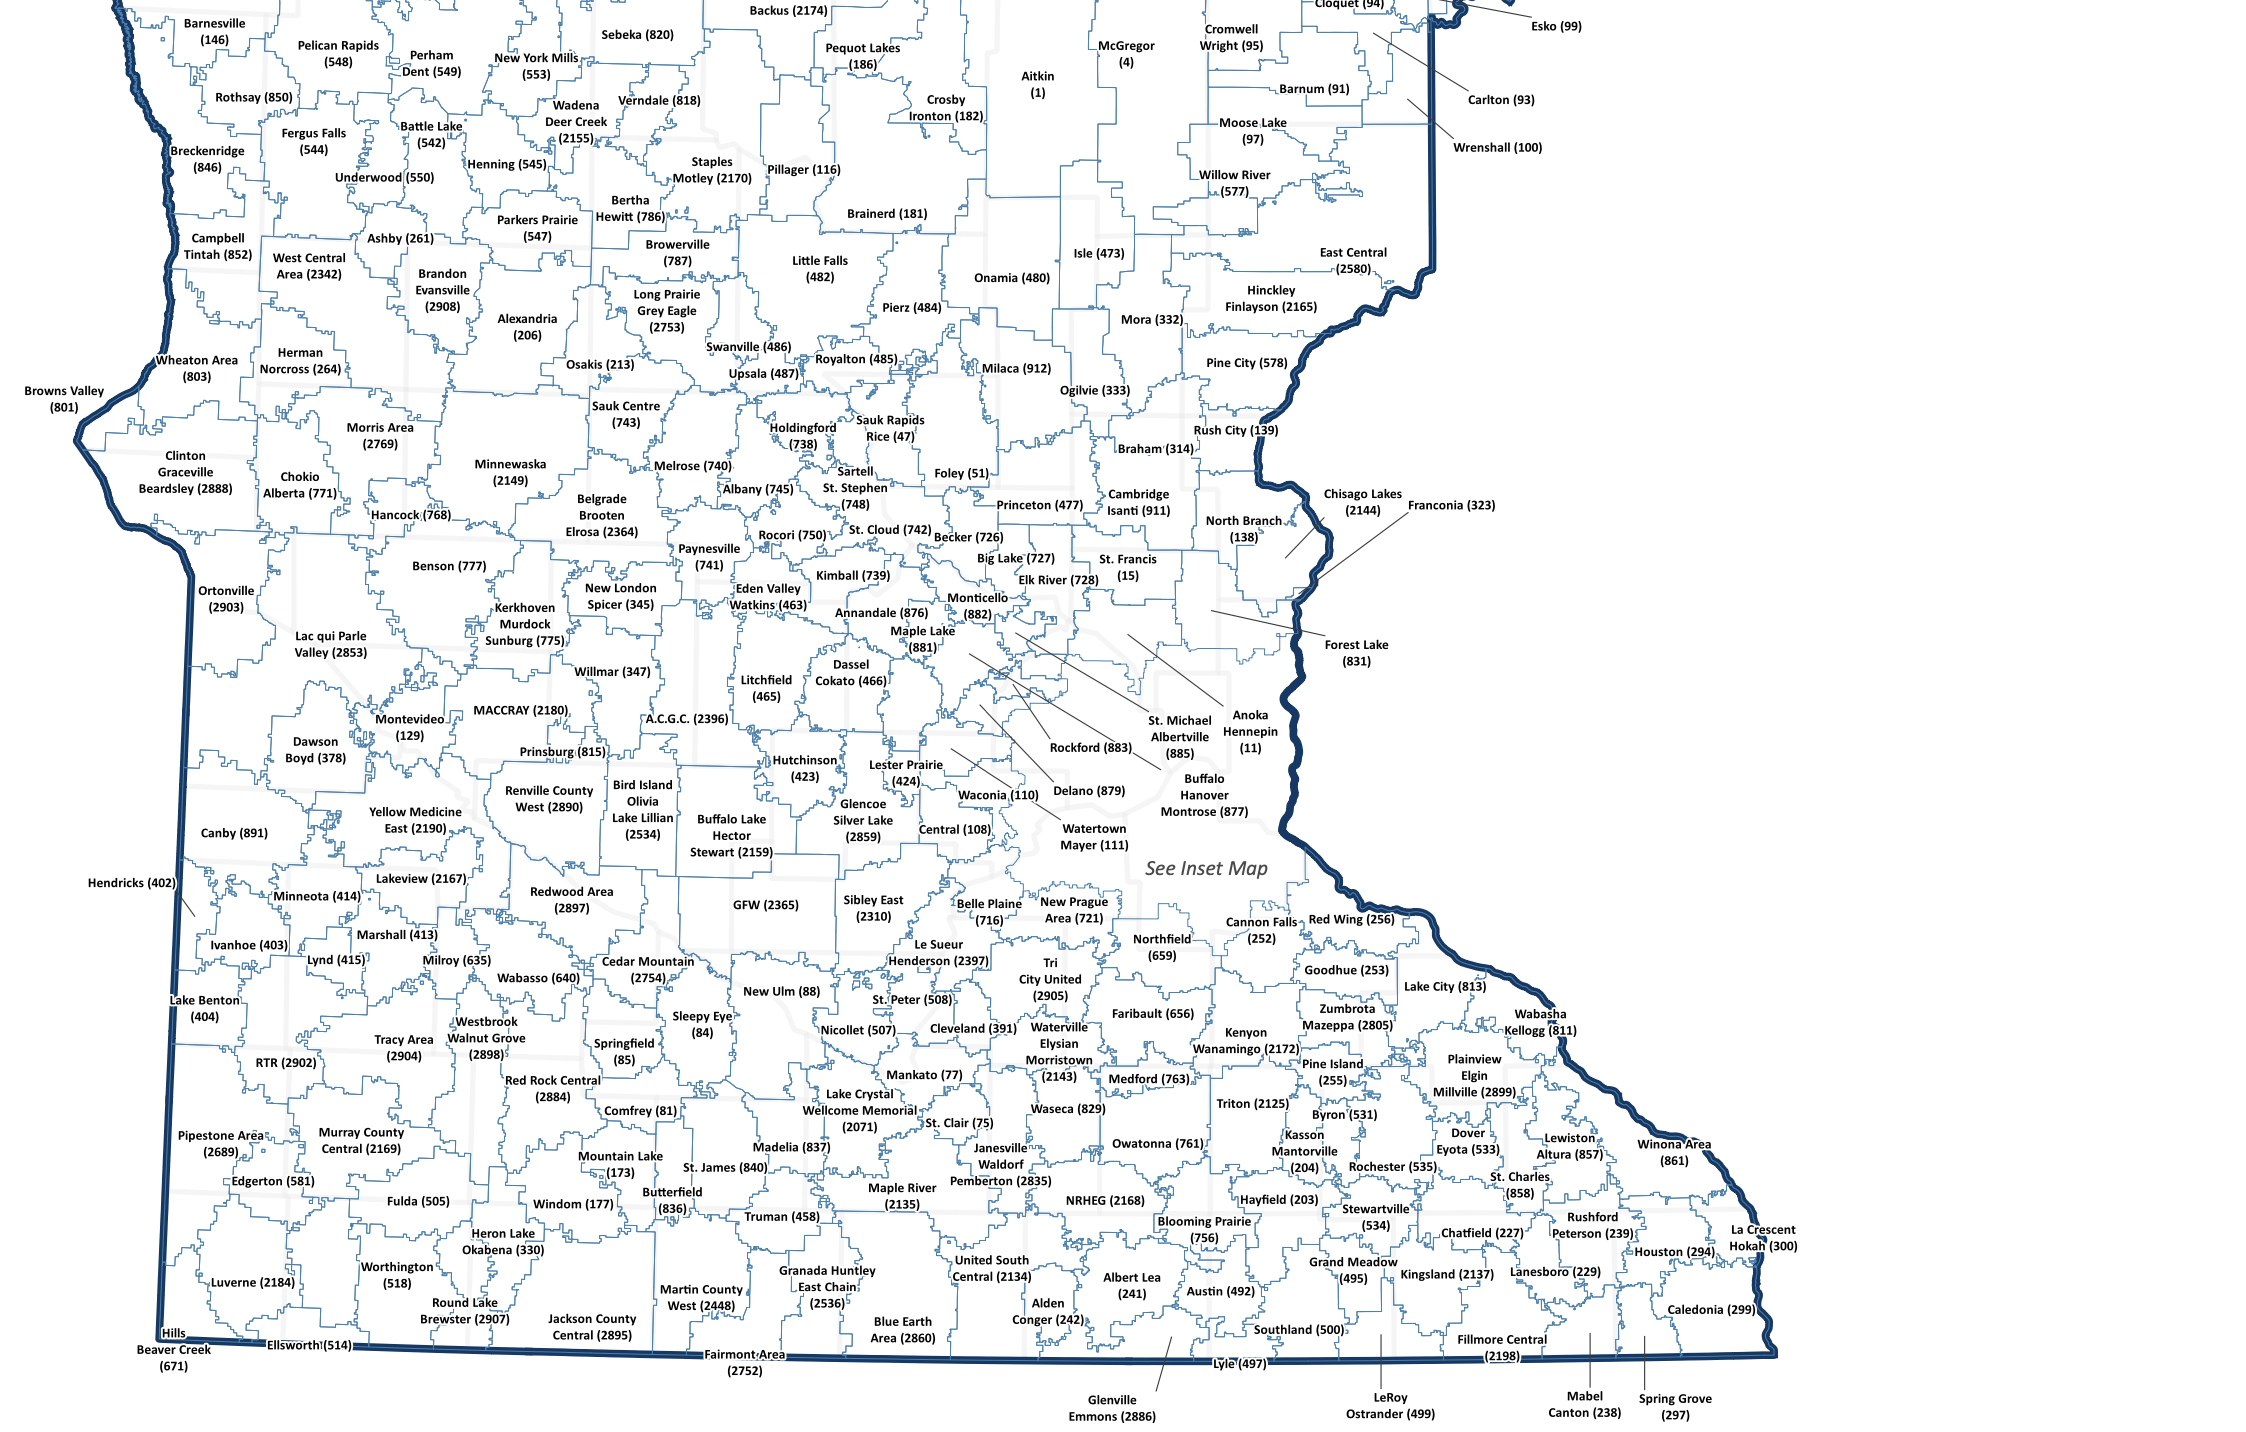 Backus (2174)
Cloquet (94)
Esko (99)
Barnesville
(146)
Pelican Rapids
(548)
Perham
Dent (549)
New York Mills
(553)
Sebeka (820)
Pequot Lakes
(186)
McGregor
(4)
Cromwell
Wright (95)
Aitkin
(1)
Barnum (91)
Carlton (93)
Rothsay (850)
Wadena
Deer Creek
(2155)
Verndale (818)
Crosby
Ironton (182)
Fergus Falls
(544)
Battle Lake
(542)
Moose Lake
(97)
Wrenshall (100)
Breckenridge
(846)
Underwood (550)
Henning (545)
Staples
Motley (2170)
Pillager (116)
Willow River
(577)
Bertha
Hewitt (786)
Brainerd (181)
Parkers Prairie
(547)
Campbell
Tintah (852)
Ashby (261)
West Central
Area (2342)
Browerville
(787)
Little Falls
(482)
Isle (473)
East Central
(2580)
Brandon
Evansville
(2908)
Onamia (480)
Hinckley
Finlayson (2165)
Long Prairie
Grey Eagle
(2753)
Pierz (484)
Alexandria
(206)
Mora (332)
Swanville (486)
Royalton (485)
Wheaton Area
(803)
Herman
Norcross (264)
Osakis (213)
Upsala (487)
Milaca (912)
Pine City (578)
Browns Valley
(801)
Ogilvie (333)
Sauk Centre
(743)
Morris Area
(2769)
Holdingford
(738)
Sauk Rapids
Rice (47)
Rush City (139)
Braham (314)
Clinton
Graceville
Beardsley (2888)
Chokio
Alberta (771)
Minnewaska
(2149)
Melrose (740)
Albany (745)
Sartell
St. Stephen
(748)
Foley (51)
Hancock (768)
Belgrade
Brooten
Elrosa (2364)
Princeton (477)
Cambridge
Isanti (911)
Chisago Lakes
(2144)
Franconia (323)
North Branch
(138)
Rocori (750)
St. Cloud (742)
Becker (726)
Paynesville
(741)
Benson (777)
Big Lake (727)
St. Francis
(15)
Kimball (739)
Elk River (728)
Ortonville
(2903)
New London
Spicer (345)
Eden Valley
Watkins (463)
Monticello
(882)
Kerkhoven
Murdock
Sunburg (775)
Annandale (876)
Maple Lake
(881)
Lac qui Parle
Valley (2853)
Forest Lake
(831)
Willmar (347)
Dassel
Cokato (466)
Litchfield
(465)
MACCRAY (2180)
A.C.G.C. (2396)
Montevideo
(129)
St. Michael
Albertville
(885)
Anoka
Hennepin
(11)
Dawson
Boyd (378)
Prinsburg (815)
Rockford (883)
Hutchinson
(423)
Lester Prairie
(424)
Buffalo
Hanover
Montrose (877)
Renville County
West (2890)
Bird Island
Olivia
Lake Lillian
(2534)
Waconia (110)
Delano (879)
Yellow Medicine
East (2190)
Glencoe
Silver Lake
(2859)
Buffalo Lake
Hector
Stewart (2159)
Canby (891)
Central (108)
Watertown
Mayer (111)
See Inset Map
Hendricks (402)
Lakeview (2167)
Minneota (414)
Redwood Area
(2897)
GFW (2365)
Sibley East
(2310)
Belle Plaine
(716)
New Prague
Area (721)
Cannon Falls
(252)
Red Wing (256)
Ivanhoe (403)
Marshall (413)
Lynd (415)
Milroy (635)
Northfield
(659)
Le Sueur
Henderson (2397)
Cedar Mountain
(2754)
Wabasso (640)
Tri
City United
(2905)
Goodhue (253)
Lake City (813)
New Ulm (88)
St. Peter (508)
Lake Benton
(404)
Faribault (656)
Zumbrota
Mazeppa (2805)
Wabasha
Kellogg (811)
Westbrook
Walnut Grove
(2898)
Sleepy Eye
(84)
Nicollet (507)
Cleveland (391)
Waterville
Elysian
Morristown
(2143)
Kenyon
Wanamingo (2172)
Tracy Area
(2904)
Springfield
(85)
RTR (2902)
Pine Island
(255)
Plainview
Elgin
Millville (2899)
Red Rock Central
(2884)
Mankato (77)
Medford (763)
Lake Crystal
Wellcome Memorial
(2071)
Comfrey (81)
Waseca (829)
Triton (2125)
Byron (531)
St. Clair (75)
Pipestone Area
(2689)
Murray County
Central (2169)
Madelia (837)
Owatonna (761)
Kasson
Mantorville
(204)
Dover
Eyota (533)
Lewiston
Altura (857)
Winona Area
(861)
Mountain Lake
(173)
St. James (840)
Janesville
Waldorf
Pemberton (2835)
Rochester (535)
Edgerton (581)
St. Charles
(858)
Fulda (505)
Windom (177)
Butterfield
(836)
Maple River
(2135)
NRHEG (2168)
Hayfield (203)
Truman (458)
Stewartville
(534)
Blooming Prairie
(756)
Rushford
Peterson (239)
Chatfield (227)
La Crescent
Hokah (300)
Heron Lake
Okabena (330)
Houston (294)
Luverne (2184)
Worthington
(518)
United South
Central (2134)
Granada Huntley
East Chain
(2536)
Grand Meadow
(495)
Kingsland (2137)
Lanesboro (229)
Albert Lea
(241)
Austin (492)
Martin County
West (2448)
Round Lake
Brewster (2907)
Alden
Conger (242)
Caledonia (299)
Jackson County
Central (2895)
Blue Earth
Area (2860)
Southland (500)
Hills
Beaver Creek
(671)
Ellsworth (514)
Fillmore Central
(2198)
Fairmont Area
(2752)
Lyle (497)
Glenville
Emmons (2886)
LeRoy
Ostrander (499)
Mabel
Canton (238)
Spring Grove
(297)